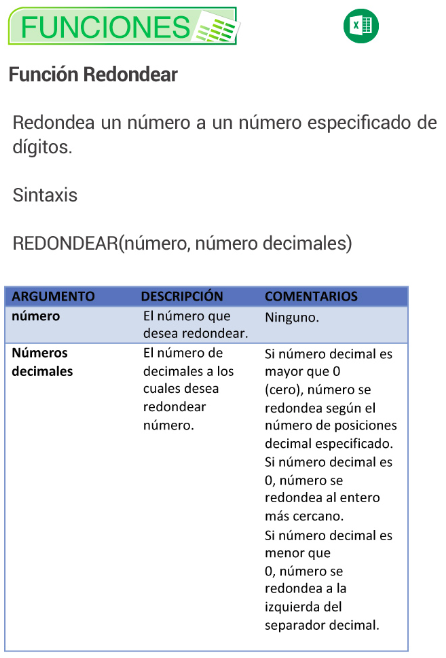 FUNCIONES
Función Redondear
Redondea un número a un número especificado de
dígitos.
Sintaxis
REDONDEAR(número, número decimales)
ARGUMENTO DESCRIPCIÓN COMENTARIOS
número El número que Ninguno.
desea redondear.
Números
decimales
El número de
decimales a los
cuales desea
redondear
número.
Si número decimal es
mayor que 0
(cero), número se
redondea según el
número de posiciones
decimal especificado.
Si número decimal es
0, número se
redondea al entero
más cercano.
Si número decimal es
menor que
0, número se
redondea a la
izquierda del
separador decimal.